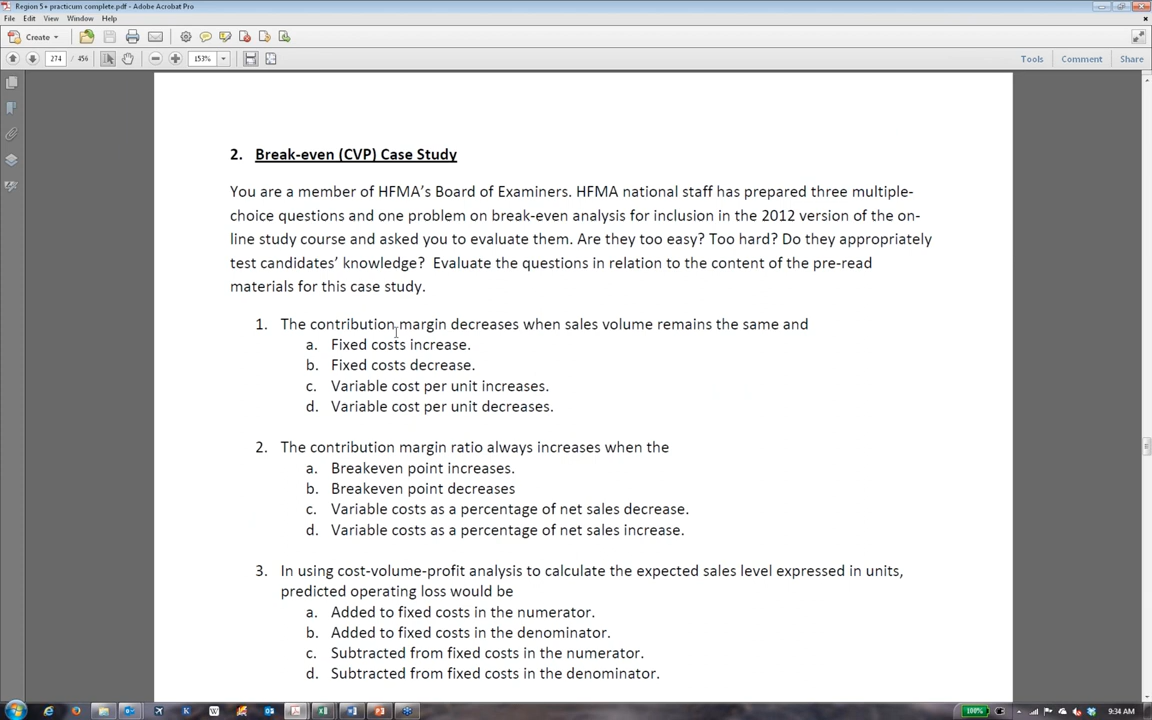 Region 5+ practicum complete.pdf - Adobe Acrobat Pro
File Edit View Window Help
Create
274 / 456 153% Tools Comment Share
2. Break-even (CVP) Case Study
You are a member of HFMA's Board of Examiners. HFMA national staff has prepared three multiple-
choice questions and one problem on break-even analysis for inclusion in the 2012 version of the on-
line study course and asked you to evaluate them. Are they too easy? Too hard? Do they appropriately
test candidates' knowledge? Evaluate the questions in relation to the content of the pre-read
materials for this case study.
1. The contribution margin decreases when sales volume remains the same and
a. Fixed costs increase.
b. Fixed costs decrease.
c. Variable cost per unit increases.
d. Variable cost per unit decreases.
2. The contribution margin ratio always increases when the
a. Breakeven point increases.
b. Breakeven point decreases
c. Variable costs as a percentage of net sales decrease.
d. Variable costs as a percentage of net sales increase.
3. In using cost-volume-profit analysis to calculate the expected sales level expressed in units,
predicted operating loss would be
a. Added to fixed costs in the numerator.
b. Added to fixed costs in the denominator.
c. Subtracted from fixed costs in the numerator.
d. Subtracted from fixed costs in the denominator.
100% 9:34 AM